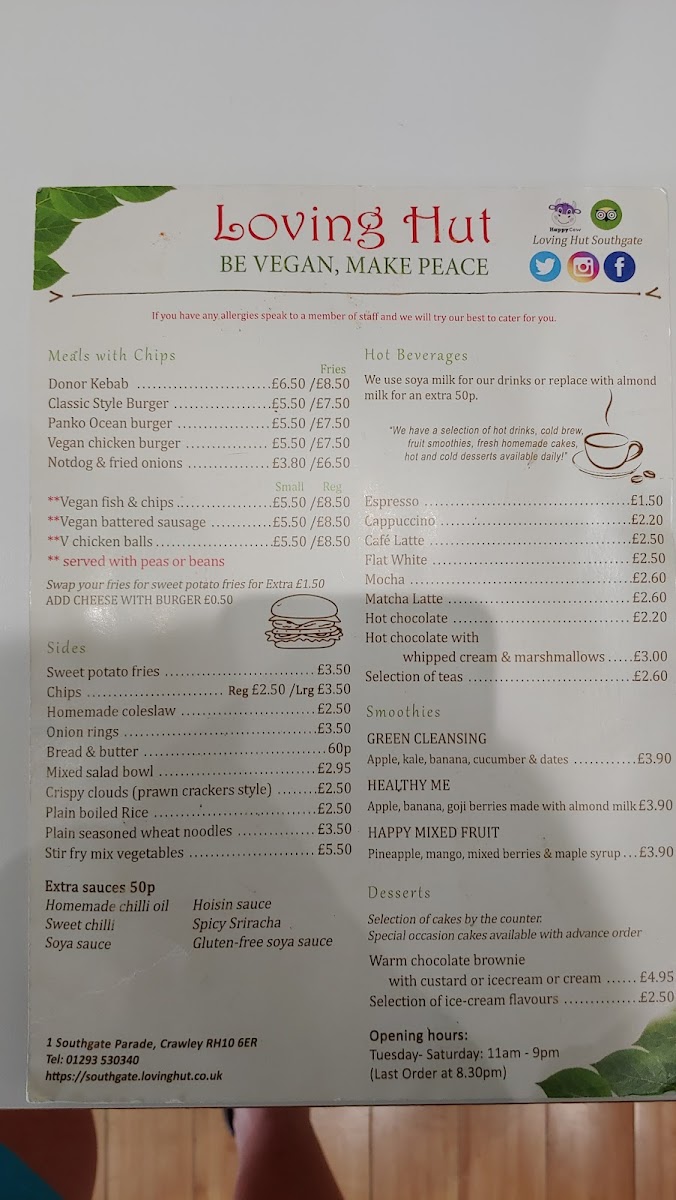 Loving Hut
BE VEGAN, MAKE PEACE
HappyCow
Loving Hut Southgate
If you have any allergies speak to a member of staff and we will try our best to cater for you.
Meals with Chips
Fries
Donor Kebab ..................£6.50 /£8.50
Classic Style Burger .............£5.50 /£7.50
Panko Ocean burger .............£5.50 /£7.50
Vegan chicken burger ........... £5.50 /£7.50
Notdog & fried onions ........... £3.80 /£6.50
Small Reg
**Vegan fish & chips .............£5.50 /£8.50
**Vegan battered sausage ........£5.50 /£8.50
**V chicken balls .................£5.50 /£8.50
** served with peas or beans
Swap your fries for sweet potato fries for Extra £1.50
ADD CHEESE WITH BURGER £0.50
Sides
Sweet potato fries .................... £3.50
Chips .................... Reg £2.50 /Lrg £3.50
Homemade coleslaw ..................£2.50
Onion rings ..........................£3.50
Bread & butter ........................60p
Mixed salad bowl .....................£2.95
Crispy clouds (prawn crackers style) .......£2.50
Plain boiled Rice .....................£2.50
Plain seasoned wheat noodles ............£3.50
Stir fry mix vegetables .................£5.50
Extra sauces 50p
Homemade chilli oil Hoisin sauce
Sweet chilli Spicy Sriracha
Soya sauce Gluten-free soya sauce
1 Southgate Parade, Crawley RH10 6ER
Tel: 01293 530340
https://southgate.lovinghut.co.uk
Hot Beverages
We use soya milk for our drinks or replace with almond
milk for an extra 50p.
"We have a selection of hot drinks, cold brew,
fruit smoothies, fresh homemade cakes,
hot and cold desserts available daily!"
Espresso ..........................£1.50
Cappuccino ........................£2.20
Café Latte .........................£2.50
Flat White .........................£2.50
Mocha ............................£2.60
Matcha Latte .......................£2.60
Hot chocolate ......................£2.20
Hot chocolate with
whipped cream & marshmallows .....£3.00
Selection of teas .....................£2.60
Smoothies
GREEN CLEANSING
Apple, kale, banana, cucumber & dates ............£3.90
HEALTHY ME
Apple, banana, goji berries made with almond milk £3.90
HAPPY MIXED FRUIT
Pineapple, mango, mixed berries & maple syrup ... £3.90
Desserts
Selection of cakes by the counter.
Special occasion cakes available with advance order
Warm chocolate brownie
with custard or icecream or cream ...... £4.95
Selection of ice-cream flavours .............£2.50
Opening hours:
Tuesday- Saturday: 11am - 9pm
(Last Order at 8.30pm)